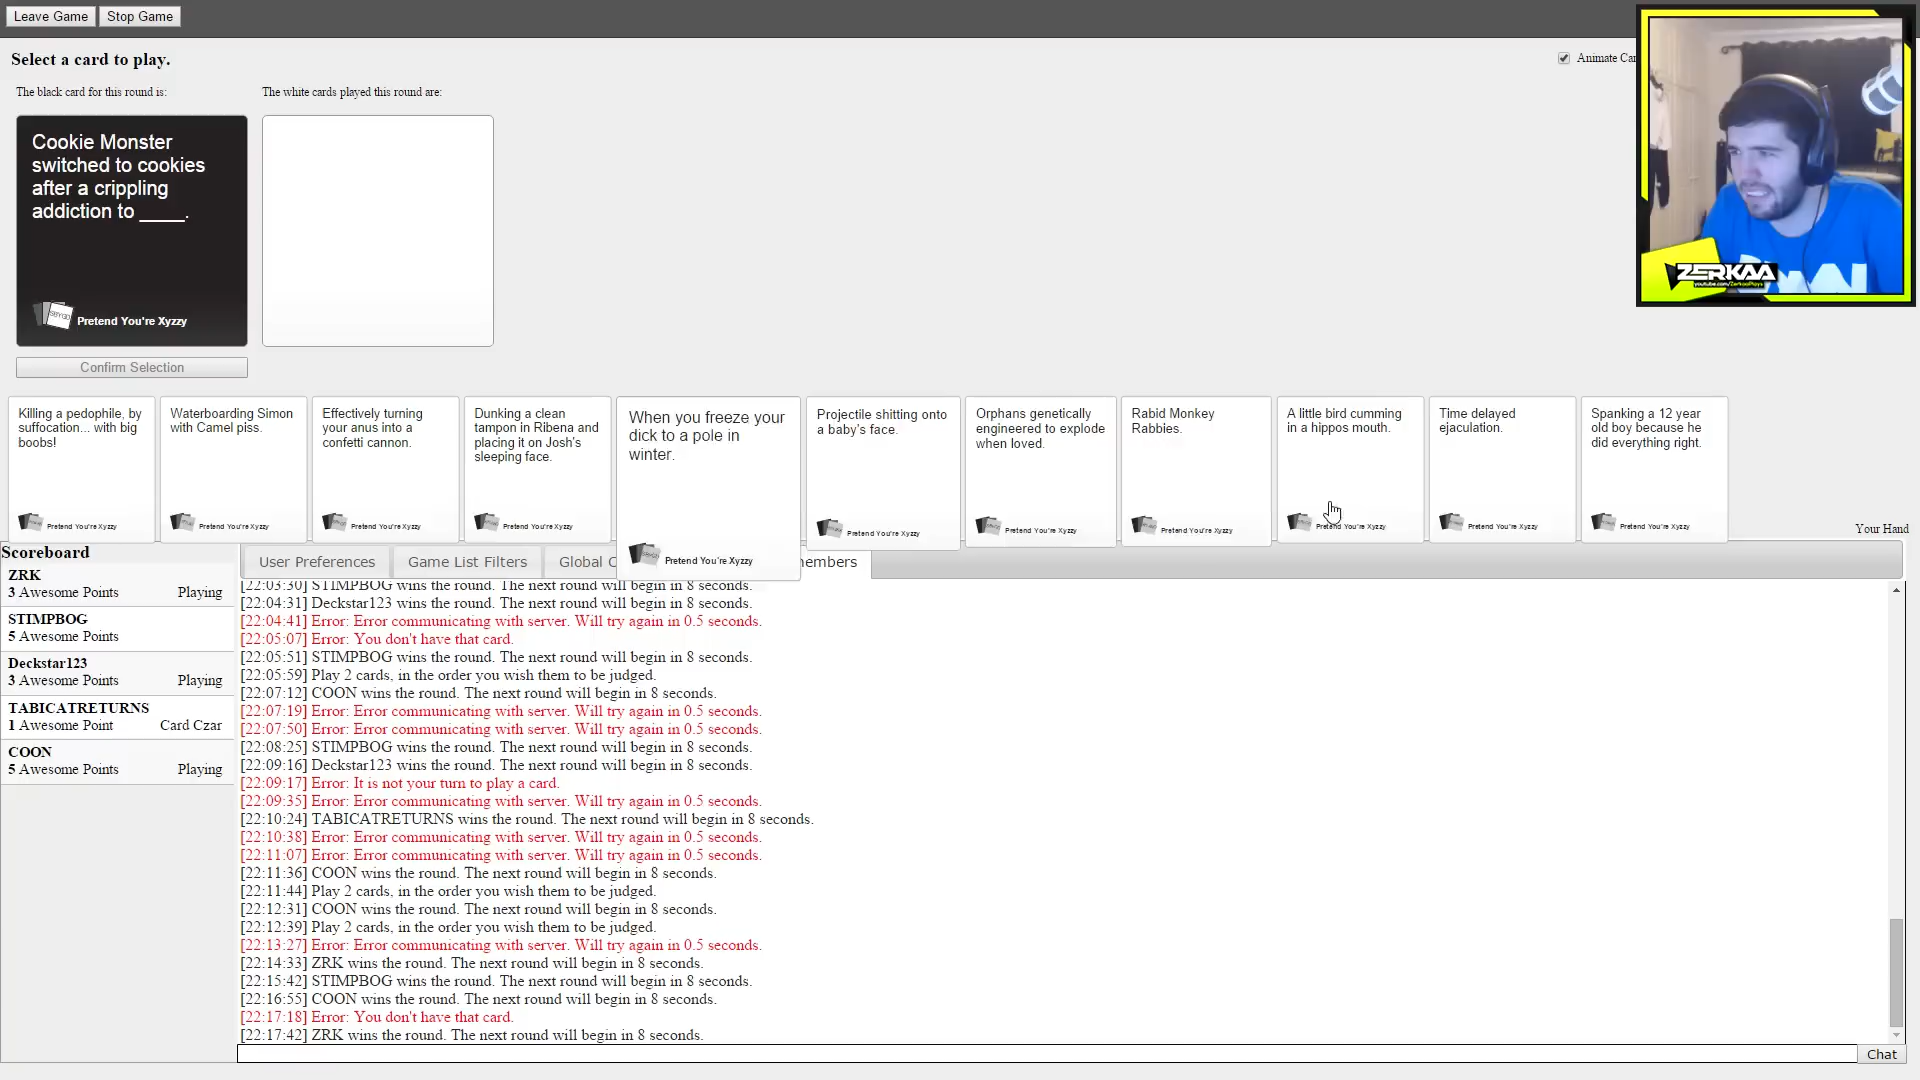 Leave Game
Stop Game
Select a card to play.
Animate Car
The black card for this round is:
The white cards played this round are:
Cookie Monster
switched to cookies
after a crippling
addiction to ____.
Pretend You're Xyzzy
Confirm Selection
ZERKAA
youtube.com/ZerkaaPlays
Killing a pedophile, by
suffocation... with big
boobs!
Pretend You're Xyzzy
Waterboarding Simon
with Camel piss.
Pretend You're Xyzzy
Effectively turning
your anus into a
confetti cannon.
Pretend You're Xyzzy
Dunking a clean
tampon in Ribena and
placing it on Josh's
sleeping face.
Pretend You're Xyzzy
When you freeze your
dick to a pole in
winter.
Pretend You're Xyzzy
Projectile shitting onto
a baby's face.
Pretend You're Xyzzy
Orphans genetically
engineered to explode
when loved.
Pretend You're Xyzzy
Rabid Monkey
Rabbies.
Pretend You're Xyzzy
A little bird cumming
in a hippos mouth.
Pretend You're Xyzzy
Time delayed
ejaculation.
Pretend You're Xyzzy
Spanking a 12 year
old boy because he
did everything right.
Pretend You're Xyzzy
Your Hand
Scoreboard
ZRK
3 Awesome Points Playing
STIMPBOG
5 Awesome Points
Deckstar123
3 Awesome Points Playing
TABICATRETURNS
1 Awesome Point Card Czar
COON
5 Awesome Points Playing
User Preferences
Game List Filters
Global C
members
[22:03:30] STIMPBOG wins the round. The next round will begin in 8 seconds.
[22:04:31] Deckstar123 wins the round. The next round will begin in 8 seconds.
[22:04:41] Error: Error communicating with server. Will try again in 0.5 seconds.
[22:05:07] Error: You don't have that card.
[22:05:51] STIMPBOG wins the round. The next round will begin in 8 seconds.
[22:05:59] Play 2 cards, in the order you wish them to be judged.
[22:07:12] COON wins the round. The next round will begin in 8 seconds.
[22:07:19] Error: Error communicating with server. Will try again in 0.5 seconds.
[22:07:50] Error: Error communicating with server. Will try again in 0.5 seconds.
[22:08:25] STIMPBOG wins the round. The next round will begin in 8 seconds.
[22:09:16] Deckstar123 wins the round. The next round will begin in 8 seconds.
[22:09:17] Error: It is not your turn to play a card.
[22:09:35] Error: Error communicating with server. Will try again in 0.5 seconds.
[22:10:24] TABICATRETURNS wins the round. The next round will begin in 8 seconds.
[22:10:38] Error: Error communicating with server. Will try again in 0.5 seconds.
[22:11:07] Error: Error communicating with server. Will try again in 0.5 seconds.
[22:11:36] COON wins the round. The next round will begin in 8 seconds.
[22:11:44] Play 2 cards, in the order you wish them to be judged.
[22:12:31] COON wins the round. The next round will begin in 8 seconds.
[22:12:39] Play 2 cards, in the order you wish them to be judged.
[22:13:27] Error: Error communicating with server. Will try again in 0.5 seconds.
[22:14:33] ZRK wins the round. The next round will begin in 8 seconds.
[22:15:42] STIMPBOG wins the round. The next round will begin in 8 seconds.
[22:16:55] COON wins the round. The next round will begin in 8 seconds.
[22:17:18] Error: You don't have that card.
[22:17:42] ZRK wins the round. The next round will begin in 8 seconds.
Chat